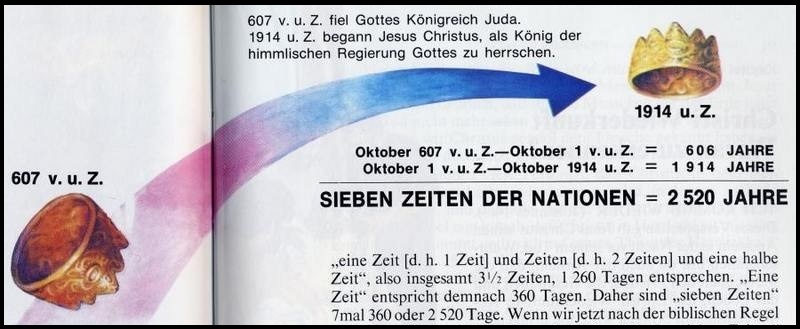 607 v. u. Z. fiel Gottes Königreich Juda.
1914 u. Z. begann Jesus Christus, als König der
himmlischen Regierung Gottes zu herrschen.
1914 u. Z.
607 v. u. Z.
Oktober 607 v. u. Z.—Oktober 1 v. u. Z. = 606 JAHRE
Oktober 1 v. u. Z.—Oktober 1914 u. Z. = 1 914 JAHRE
SIEBEN ZEITEN DER NATIONEN = 2 520 JAHRE
„eine Zeit [d. h. 1 Zeit] und Zeiten [d. h. 2 Zeiten] und eine halbe
Zeit“, also insgesamt 3½ Zeiten, 1 260 Tagen entsprechen. „Eine
Zeit“ entspricht demnach 360 Tagen. Daher sind „sieben Zeiten“
7mal 360 oder 2 520 Tage. Wenn wir jetzt nach der biblischen Regel